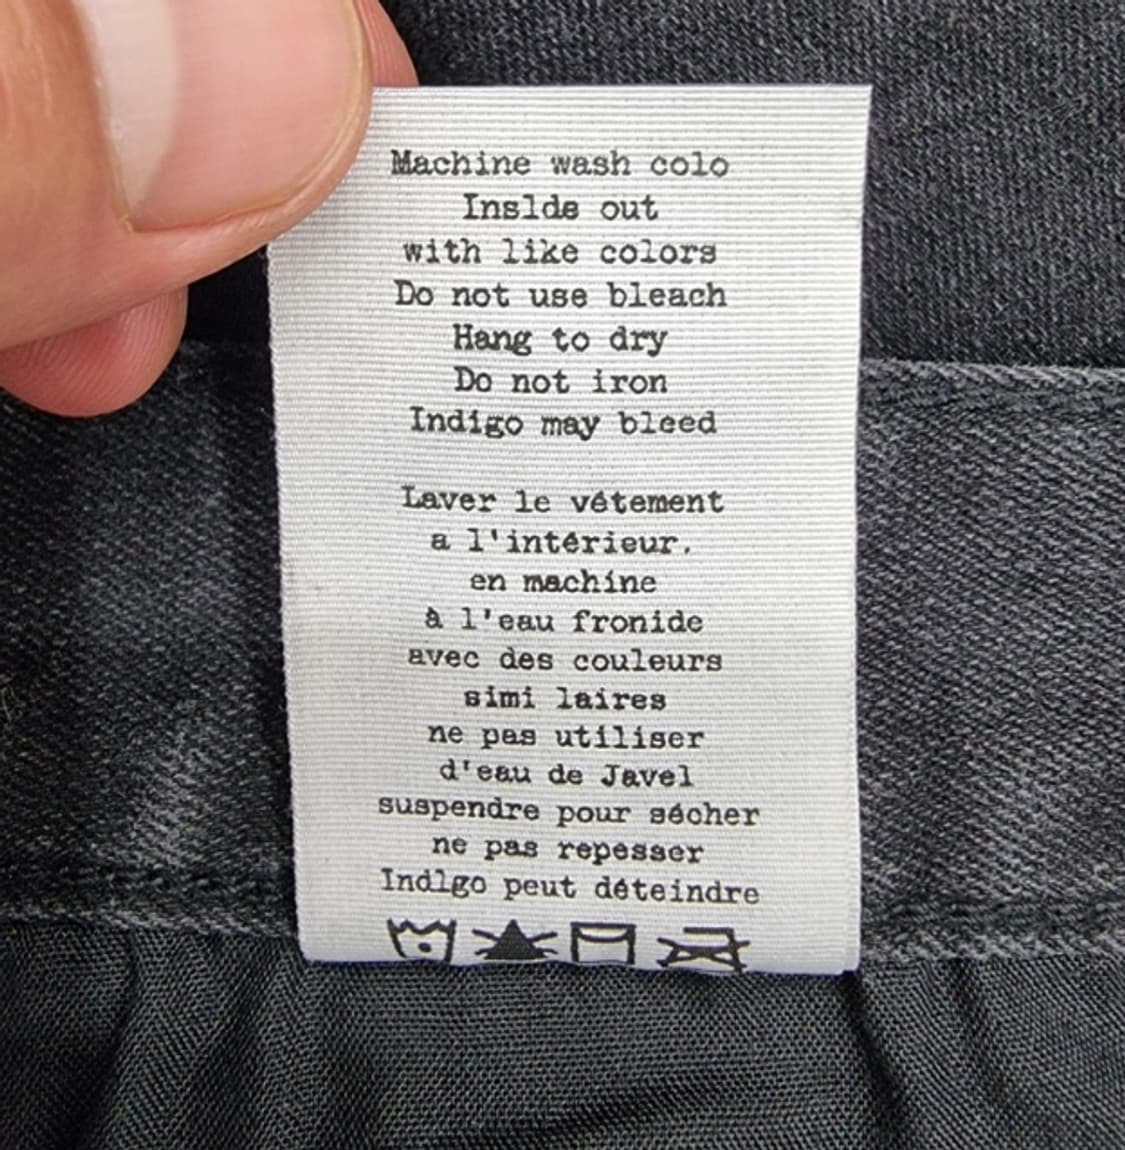 Machine wash colo
Inslde out
with like colors
Do not use bleach
Hang to dry
Do not iron
Indigo may bleed
Laver le vétement
a l'intérieur.
en machine
à l'eau fronide
avec des couleurs
simi laires
ne pas utiliser
d'eau de Javel
suspendre pour sécher
ne pas repesser
Indlgo peut déteindre